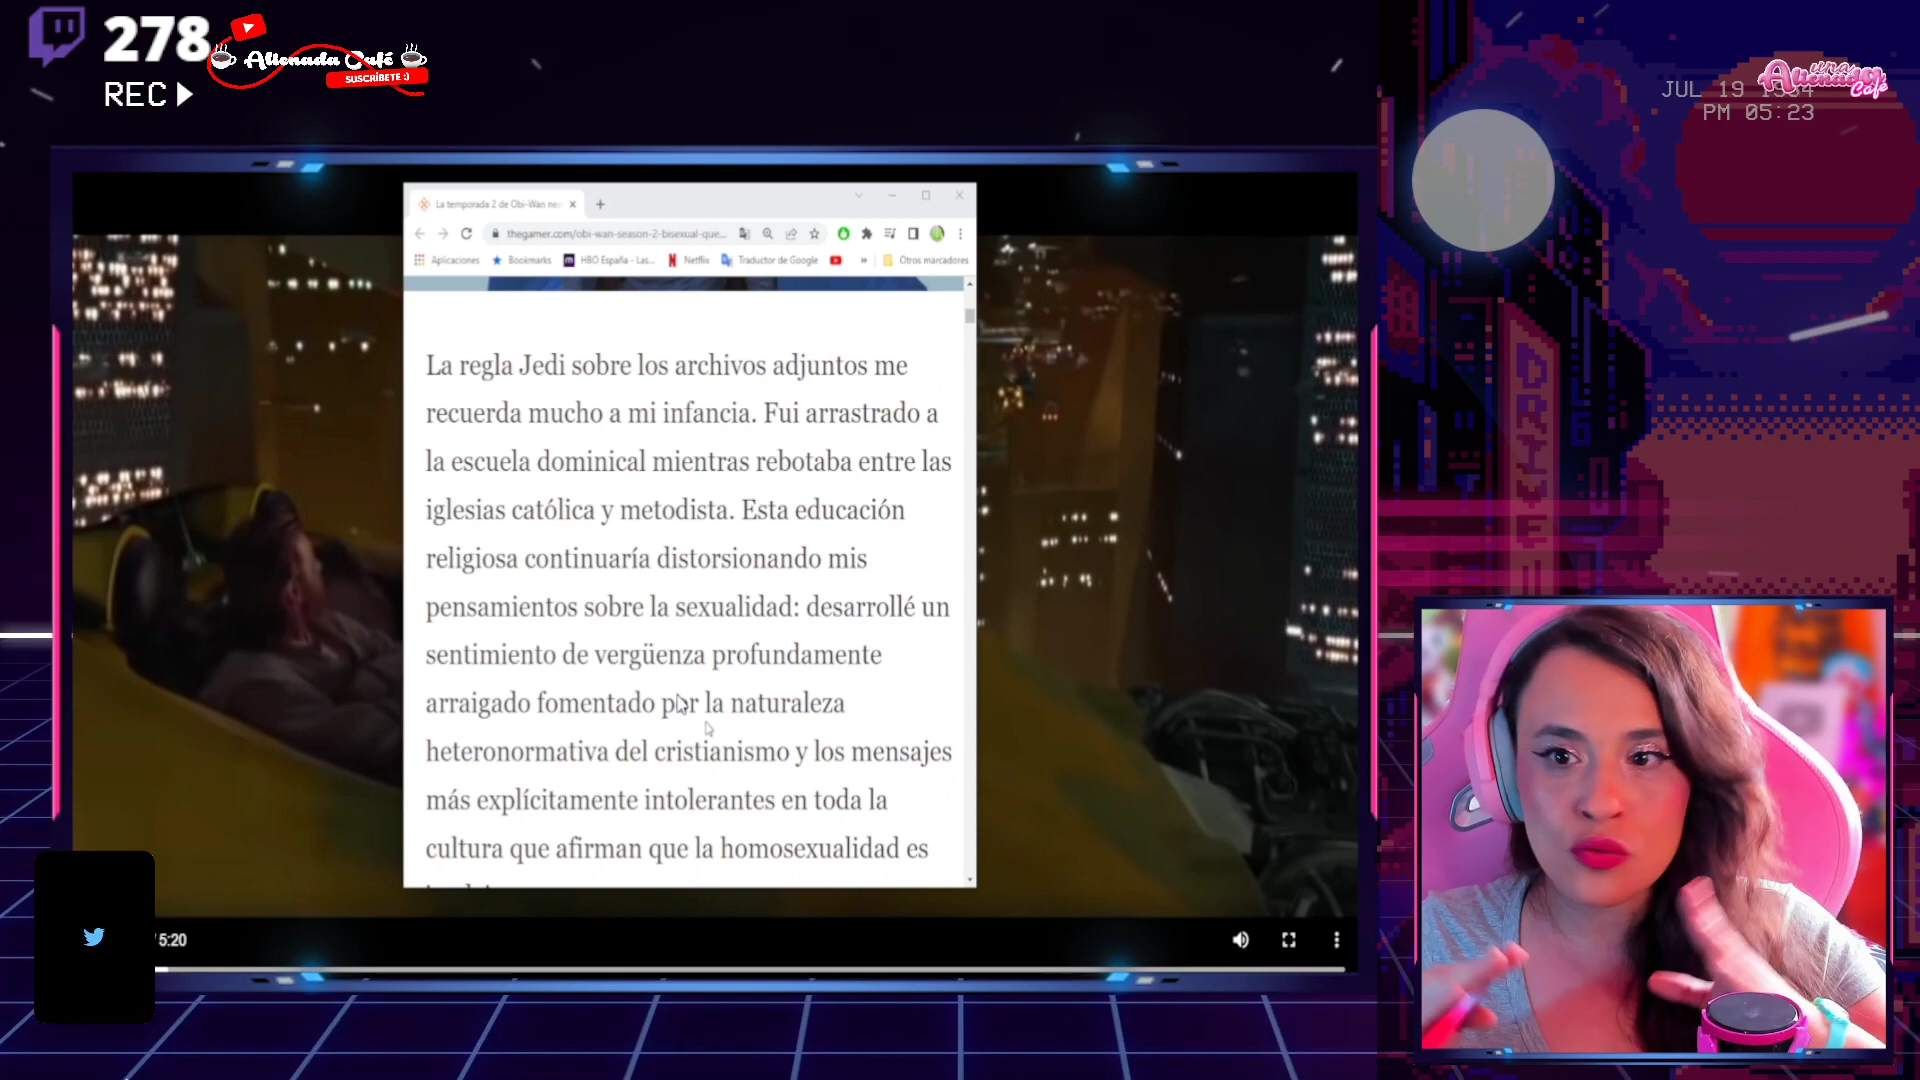 278
REC
Alienada Café
SUSCRÍBETE :)
una
Alienada
Café
JUL 19
PM 05:23
La temporada 2 de Obi-Wan
thegamer.com/obi-wan-season-2-bisexual-que...
Aplicaciones
Bookmarks
HBO España - Las...
Netflix
Traductor de Google
»
Otros marcadores
La regla Jedi sobre los archivos adjuntos me
recuerda mucho a mi infancia. Fui arrastrado a
la escuela dominical mientras rebotaba entre las
iglesias católica y metodista. Esta educación
religiosa continuaría distorsionando mis
pensamientos sobre la sexualidad: desarrollé un
sentimiento de vergüenza profundamente
arraigado fomentado por la naturaleza
heteronormativa del cristianismo y los mensajes
más explícitamente intolerantes en toda la
cultura que afirman que la homosexualidad es
/ 5:20
DRIVE